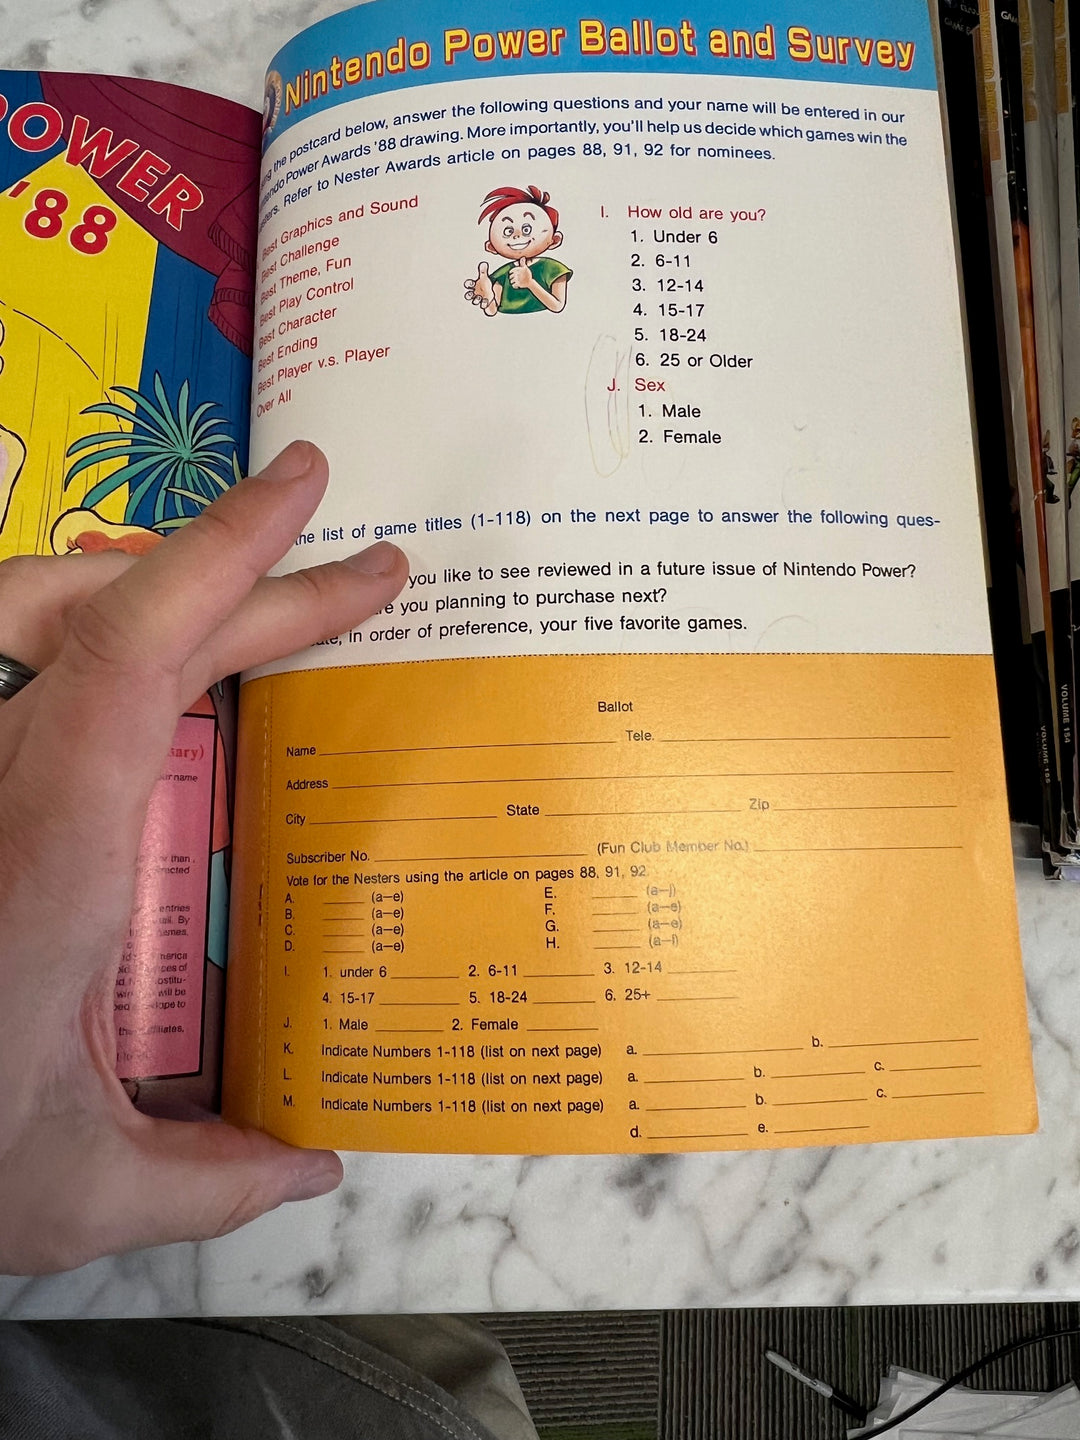 POWER
'88
Nintendo Power Ballot and Survey
the postcard below, answer the following questions and your name will be entered in our
Power Awards '88 drawing. More importantly, you'll help us decide which games win the
Refer to Nester Awards article on pages 88, 91, 92 for nominees.
Best Graphics and Sound
Best Challenge
Best Theme, Fun
Best Play Control
Best Character
Best Ending
Best Player v.s. Player
Over All
I. How old are you?
1. Under 6
2. 6-11
3. 12-14
4. 15-17
5. 18-24
6. 25 or Older
J. Sex
1. Male
2. Female
the list of game titles (1-118) on the next page to answer the following ques-
you like to see reviewed in a future issue of Nintendo Power?
you planning to purchase next?
in order of preference, your five favorite games.
Ballot
Name Tele.
Address
City State Zip
Subscriber No. (Fun Club Member No.)
Vote for the Nesters using the article on pages 88, 91, 92
A. (a-e) E. (a-j)
B. (a-e) F. (a-e)
C. (a-e) G. (a-e)
D. (a-e) H.
I. 1. under 6 2. 6-11 3. 12-14
4. 15-17 5. 18-24 6. 25+
J. 1. Male 2. Female
K. Indicate Numbers 1-118 (list on next page) a. b.
L. Indicate Numbers 1-118 (list on next page) a. b. c.
M. Indicate Numbers 1-118 (list on next page) a. b. c.
d. e.
name
than
entries
By
will be
to
VOLUME 184